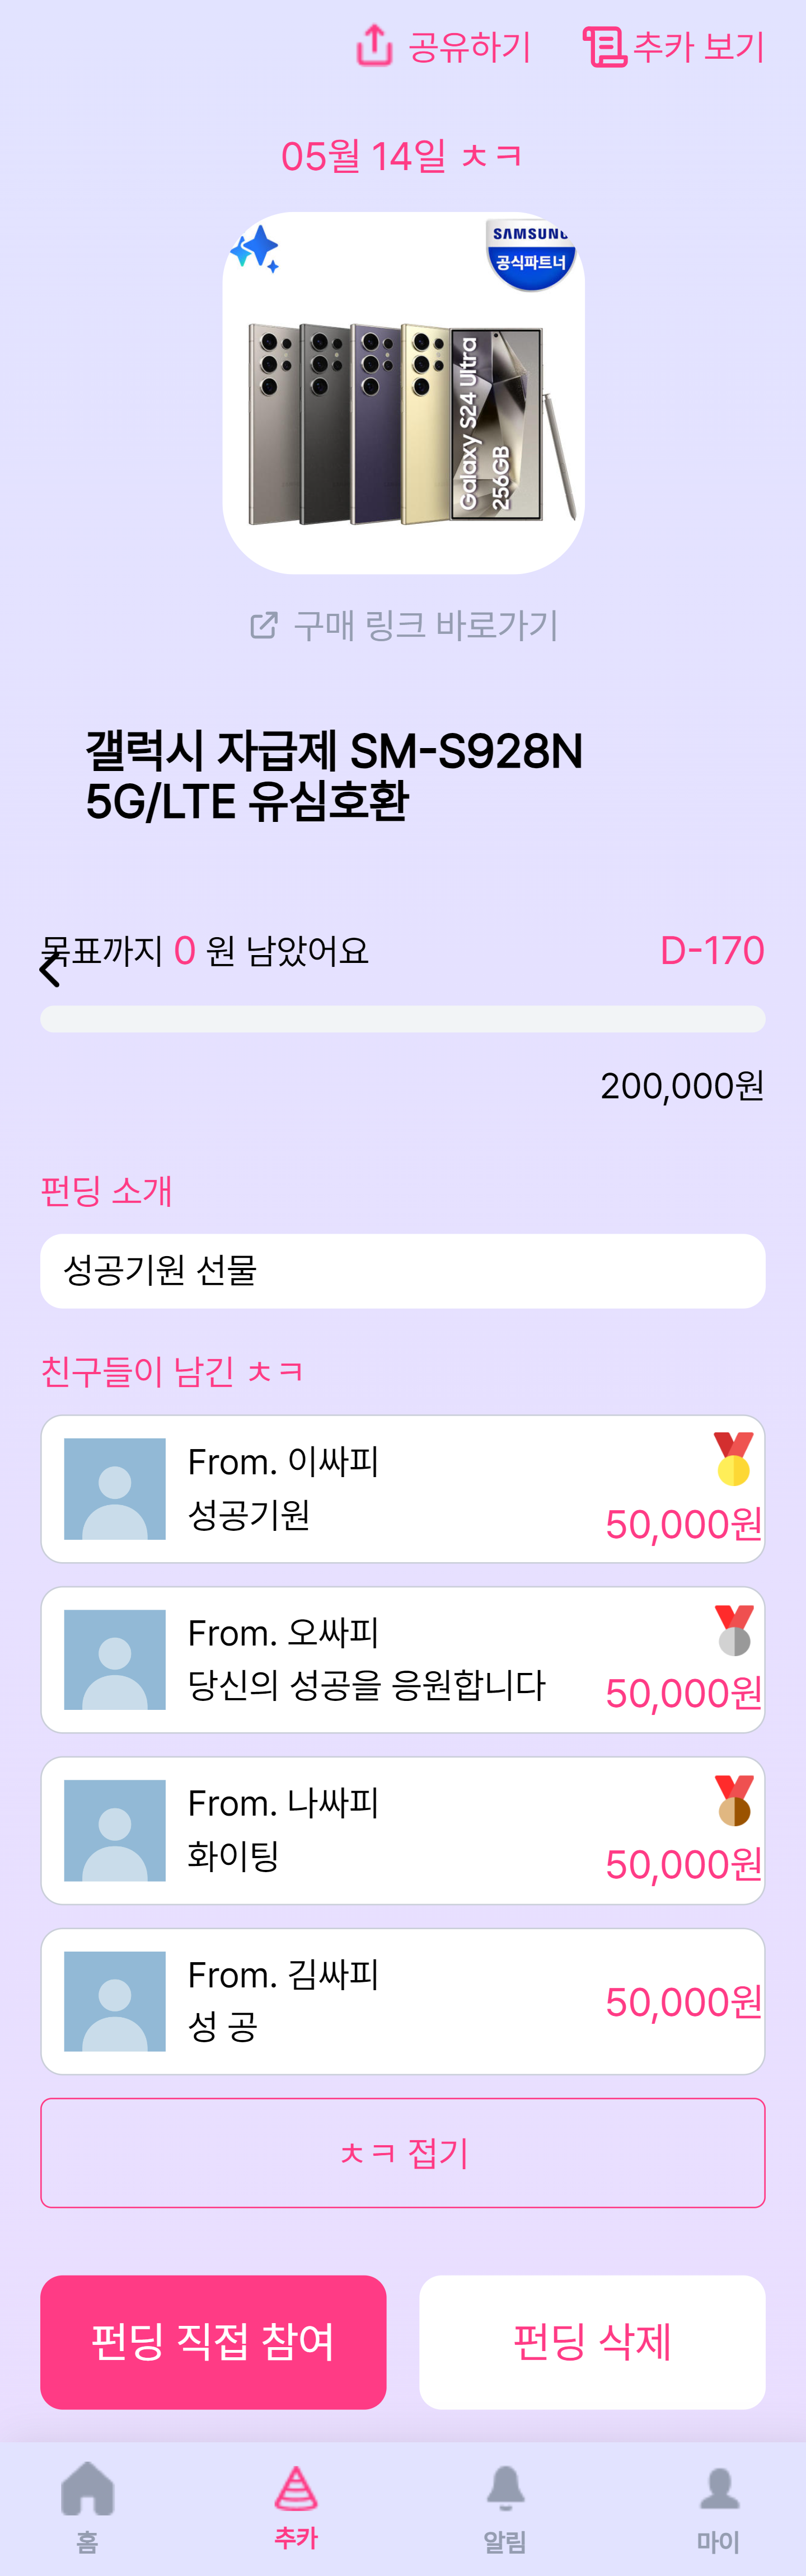 공유하기 추카 보기
05월 14일 ㅊㅋ
SAMSUNG
공식파트너
Galaxy S24 Ultra
256GB
구매 링크 바로가기
갤럭시 자급제 SM-S928N
5G/LTE 유심호환
목표까지 0 원 남았어요 D-170
200,000원
펀딩 소개
성공기원 선물
친구들이 남긴 ㅊㅋ
From. 이싸피
성공기원
50,000원
From. 오싸피
당신의 성공을 응원합니다
50,000원
From. 나싸피
화이팅
50,000원
From. 김싸피
성 공
50,000원
ㅊㅋ 접기
펀딩 직접 참여 펀딩 삭제
홈 추카 알림 마이